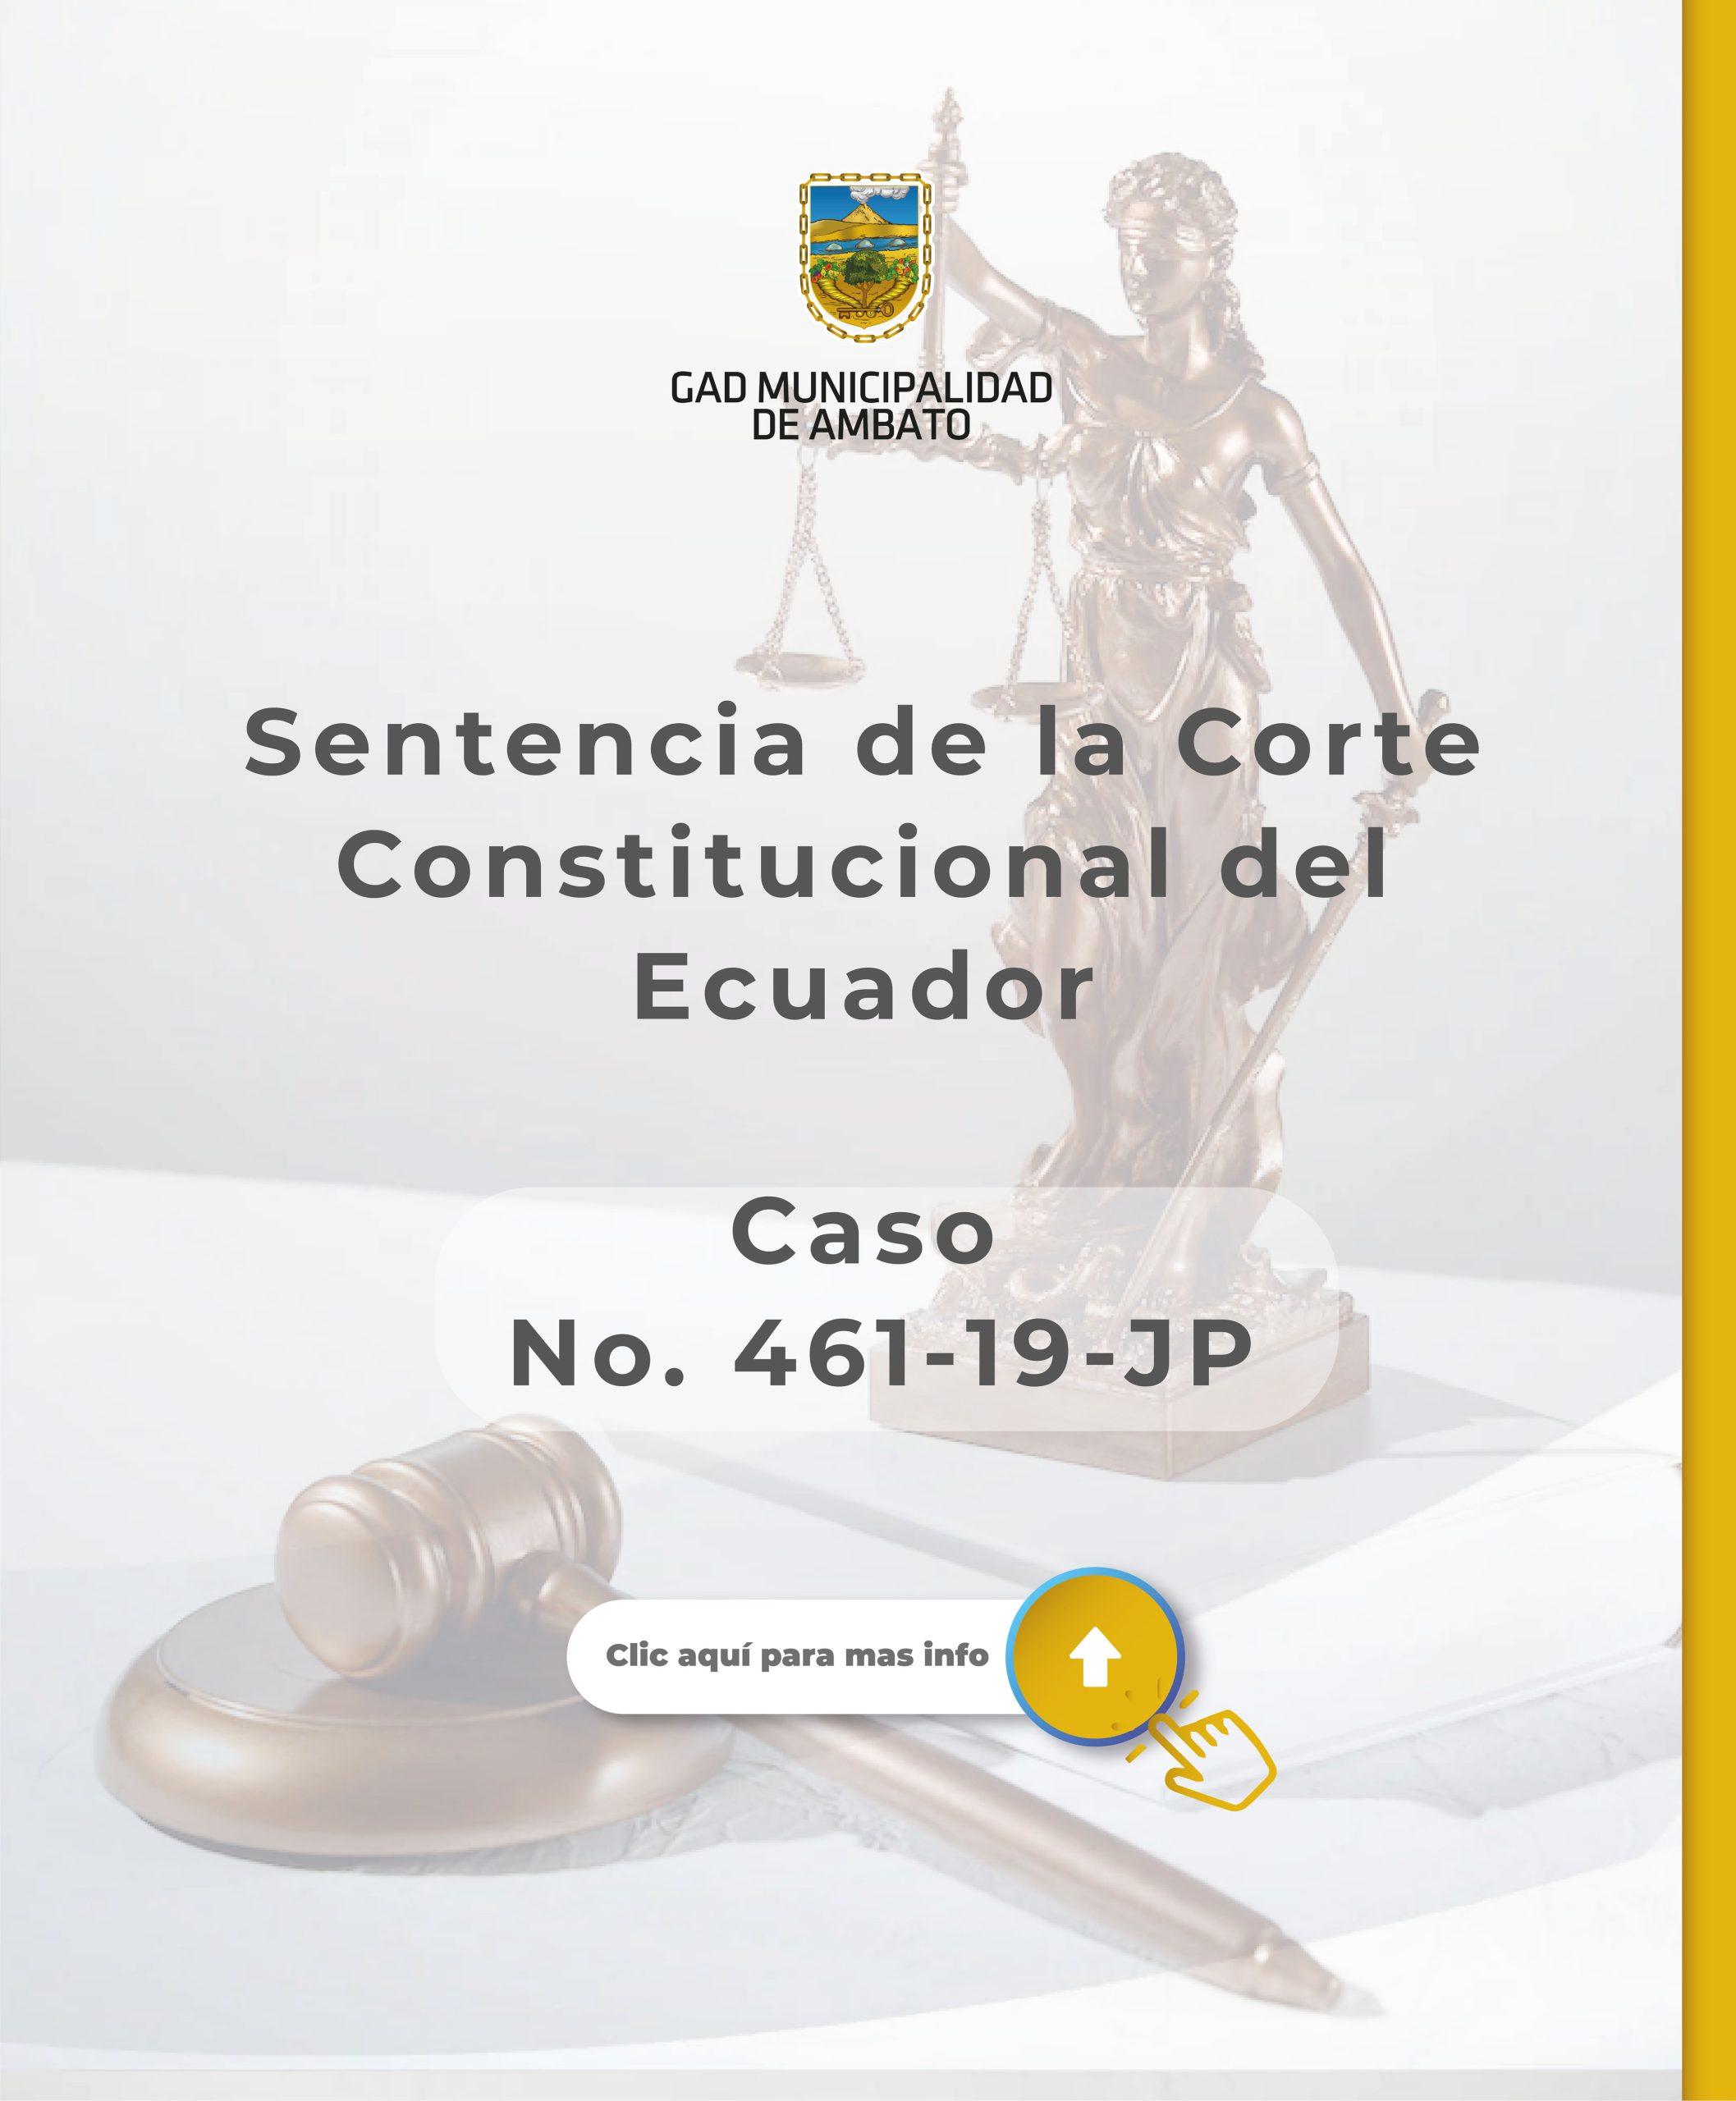 GAD MUNICIPALIDAD
DE AMBATO
Sentencia de la Corte
Constitucional del
Ecuador
Caso
No. 461-19-JP
Clic aquí para mas info